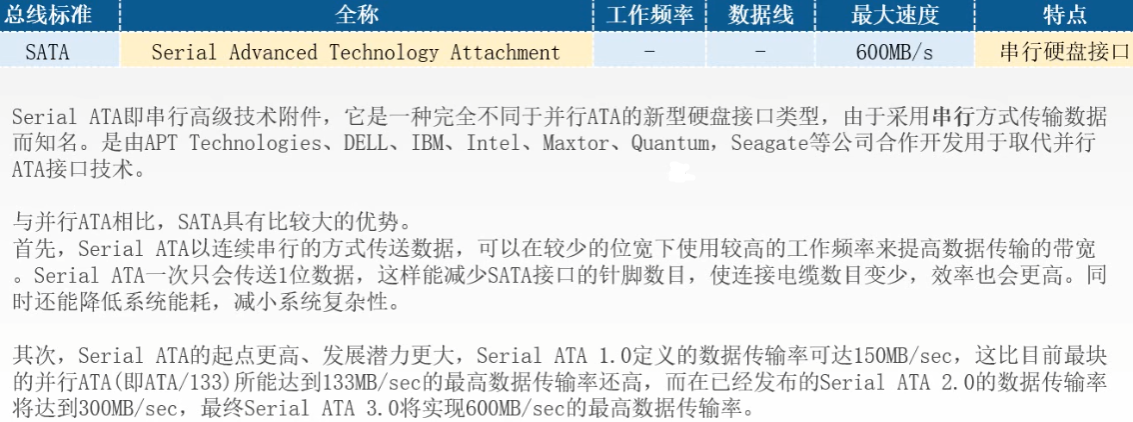 总线标准 全称 工作频率 数据线 最大速度 特点
SATA Serial Advanced Technology Attachment - - 600MB/s 串行硬盘接口
Serial ATA即串行高级技术附件，它是一种完全不同于并行ATA的新型硬盘接口类型，由于采用串行方式传输数据
而知名。是由APT Technologies、DELL、IBM、Intel、Maxtor、Quantum，Seagate等公司合作开发用于取代并行
ATA接口技术。
与并行ATA相比，SATA具有比较大的优势。
首先，Serial ATA以连续串行的方式传送数据，可以在较少的位宽下使用较高的工作频率来提高数据传输的带宽
。Serial ATA一次只会传送1位数据，这样能减少SATA接口的针脚数目，使连接电缆数目变少，效率也会更高。同
时还能降低系统能耗，减小系统复杂性。
其次，Serial ATA的起点更高、发展潜力更大，Serial ATA 1.0定义的数据传输率可达150MB/sec，这比目前最块
的并行ATA(即ATA/133)所能达到133MB/sec的最高数据传输率还高，而在已经发布的Serial ATA 2.0的数据传输率
将达到300MB/sec，最终Serial ATA 3.0将实现600MB/sec的最高数据传输率。